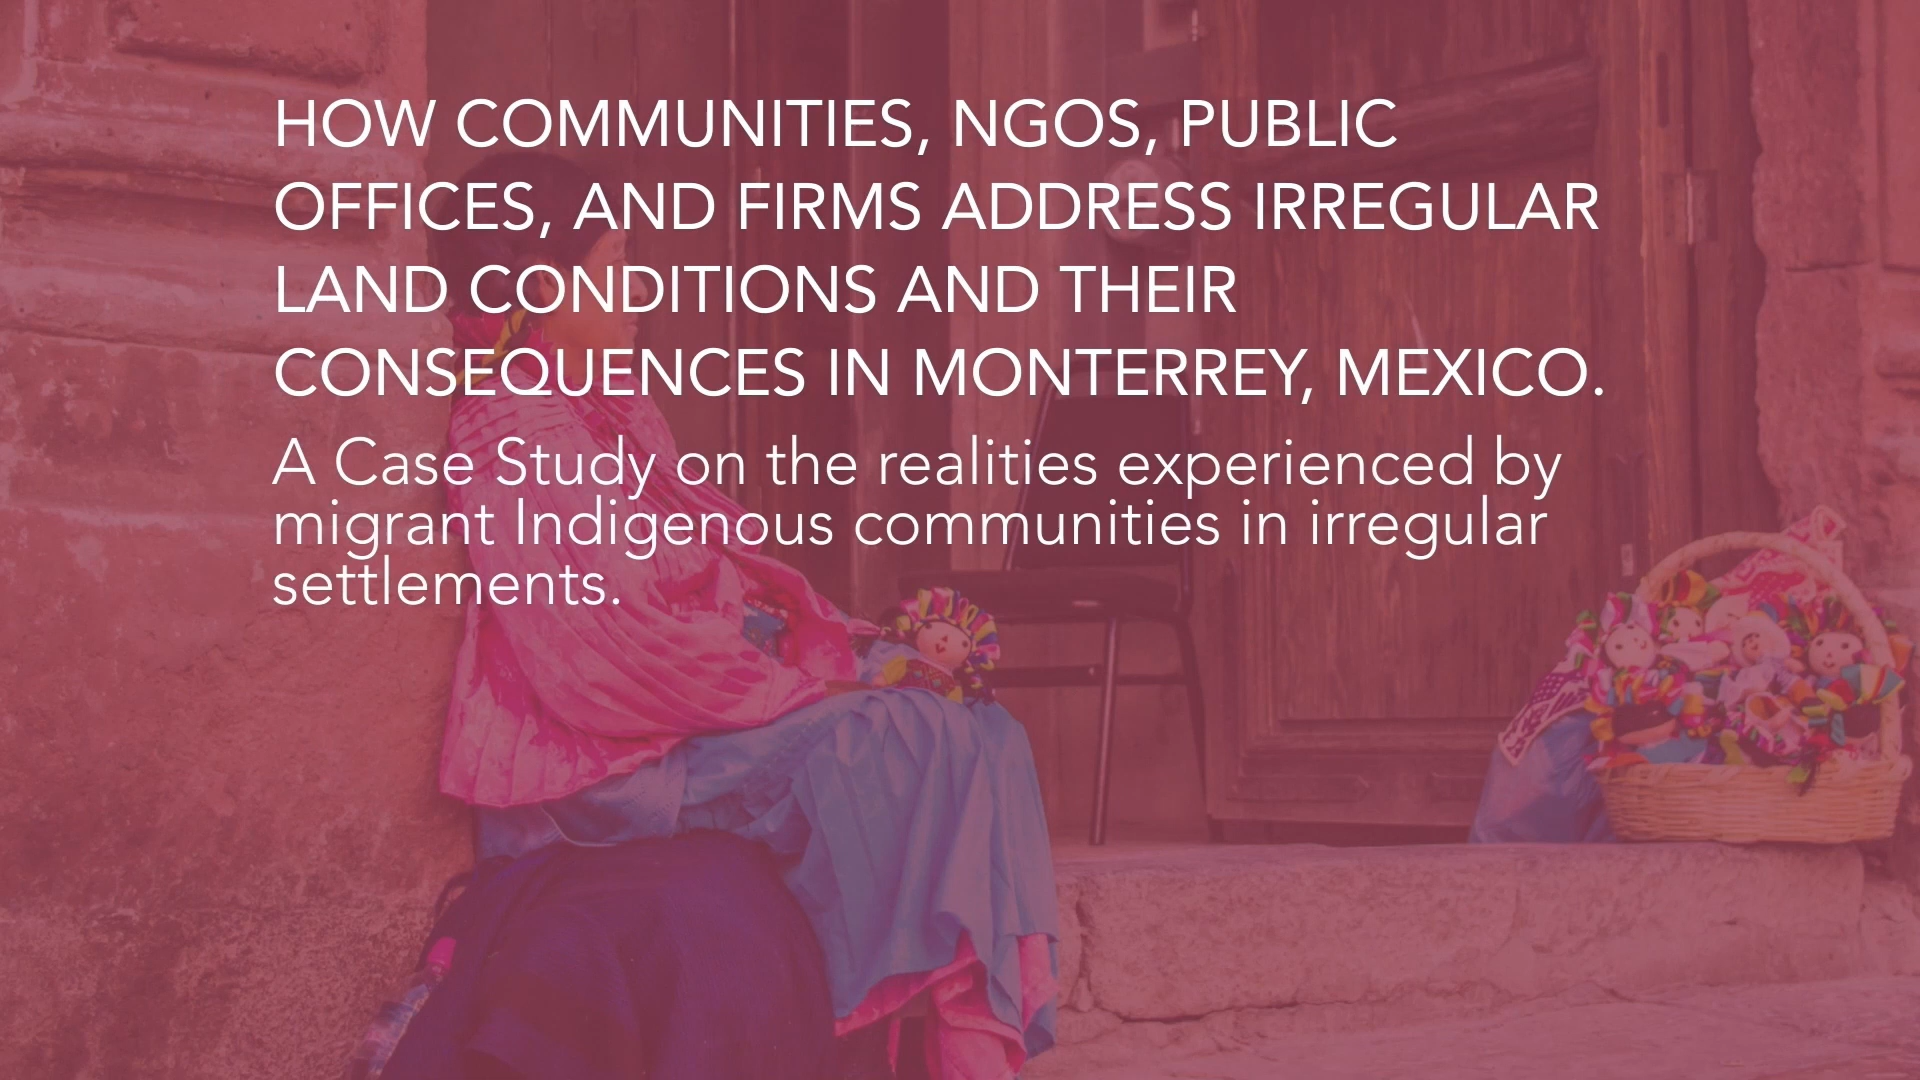 HOW COMMUNITIES, NGOS, PUBLIC
OFFICES, AND FIRMS ADDRESS IRREGULAR
LAND CONDITIONS AND THEIR
CONSEQUENCES IN MONTERREY, MEXICO.
A Case Study on the realities experienced by
migrant Indigenous communities in irregular
settlements.